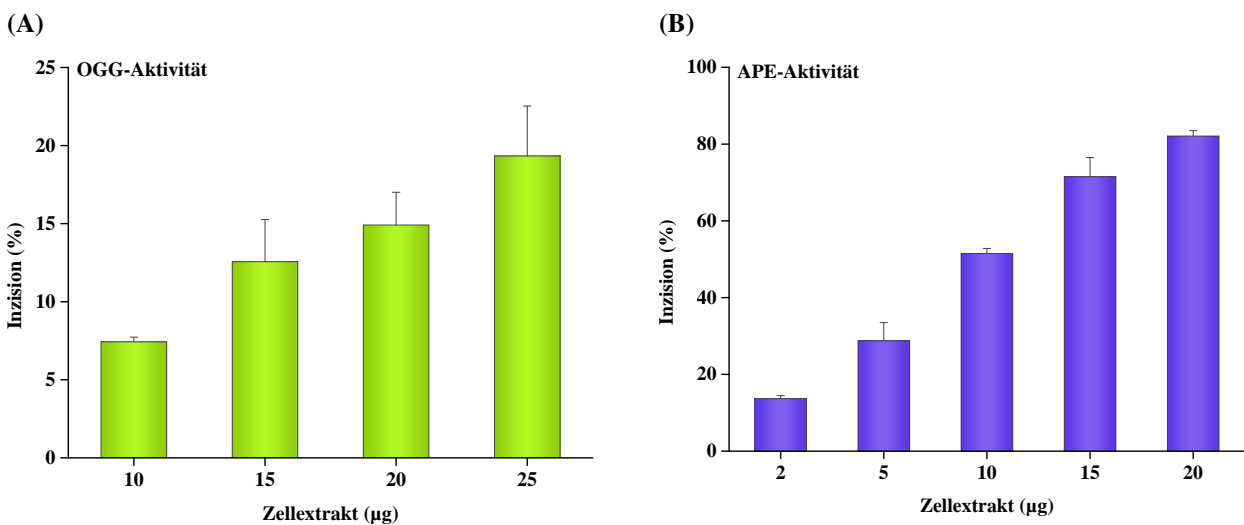 (A)
OGG-Aktivität
25
20
15
10
5
0
Inzision (%)
10 15 20 25
Zellextrakt (µg)
(B)
APE-Aktivität
100
80
60
40
20
0
Inzision (%)
2 5 10 15 20
Zellextrakt (µg)